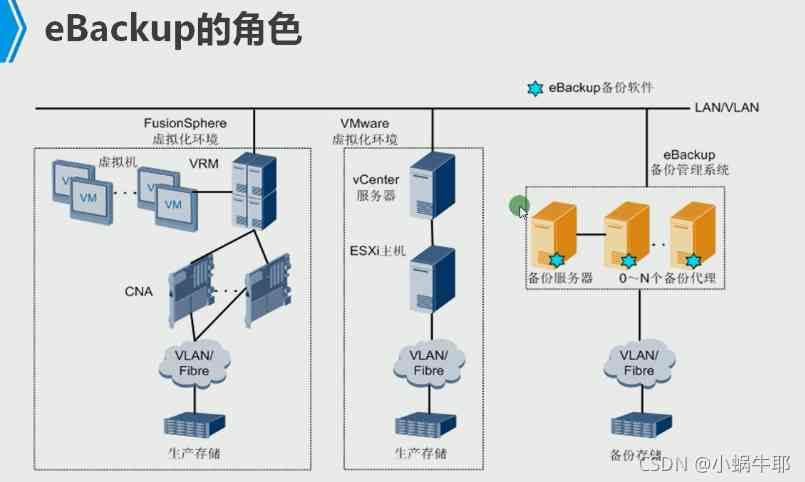 eBackup的角色
eBackup备份软件
LAN/VLAN
FusionSphere
虚拟化环境
VMware
虚拟化环境
eBackup
备份管理系统
虚拟机
VRM
VM
VM
VM
VM
vCenter
服务器
ESXi主机
CNA
备份服务器
0～N个备份代理
VLAN/
Fibre
VLAN/
Fibre
VLAN/
Fibre
生产存储
生产存储
备份存储
CSDN @小蜗牛耶